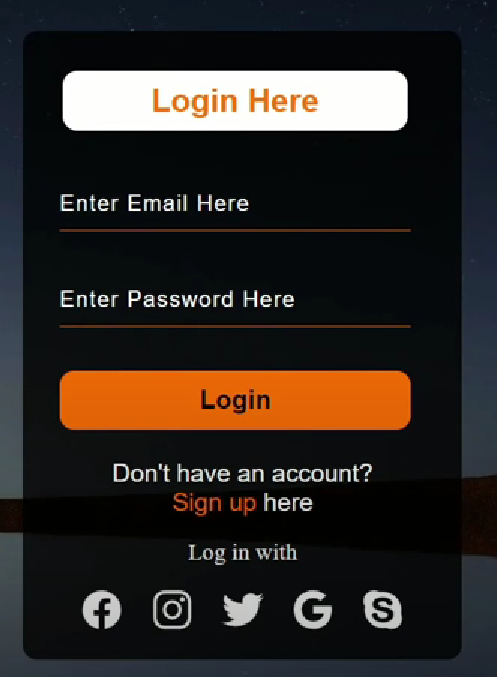 Login Here
Enter Email Here
Enter Password Here
Login
Don't have an account?
Sign up here
Log in with